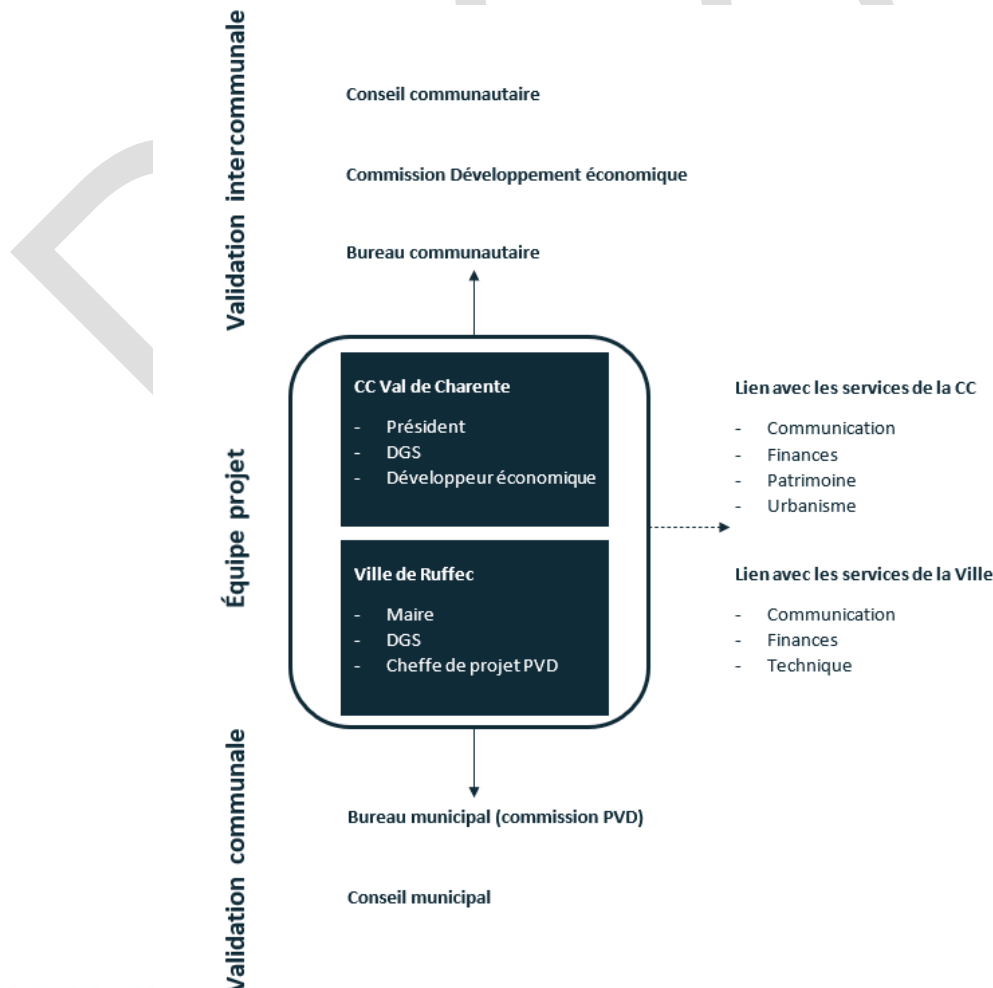 Validation intercommunale
Conseil communautaire
Commission Développement économique
Bureau communautaire
Équipe projet
CC Val de Charente
- Président
- DGS
- Développeur économique
Ville de Ruffec
- Maire
- DGS
- Cheffe de projet PVD
Lien avec les services de la CC
- Communication
- Finances
- Patrimoine
- Urbanisme
Lien avec les services de la Ville
- Communication
- Finances
- Technique
Validation communale
Bureau municipal (commission PVD)
Conseil municipal